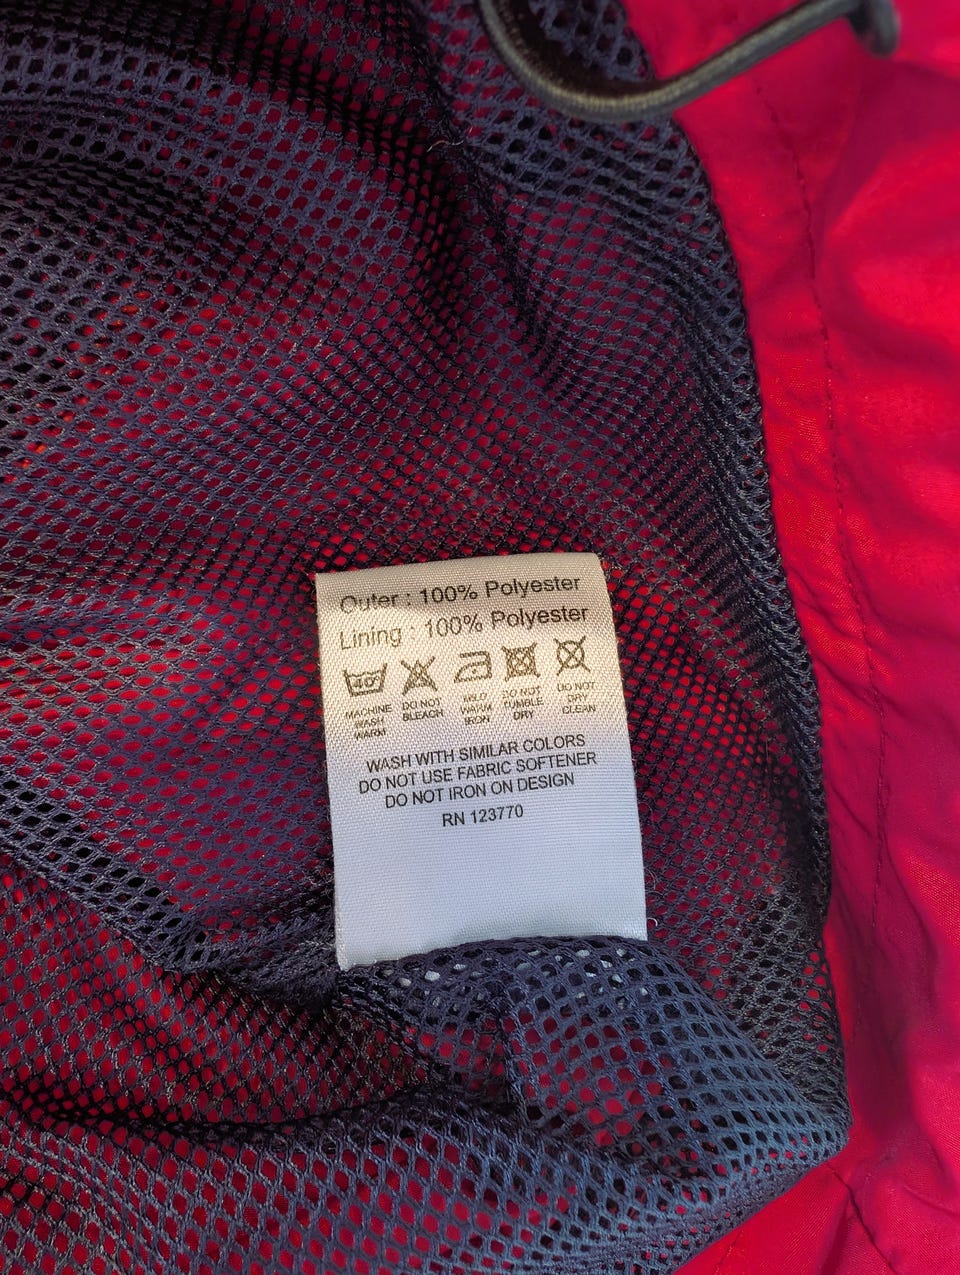 Outer : 100% Polyester
Lining : 100% Polyester
40°
MACHINE WASH WARM
DO NOT BLEACH
MILD WARM IRON
DO NOT TUMBLE DRY
DO NOT DRY CLEAN
WASH WITH SIMILAR COLORS
DO NOT USE FABRIC SOFTENER
DO NOT IRON ON DESIGN
RN 123770